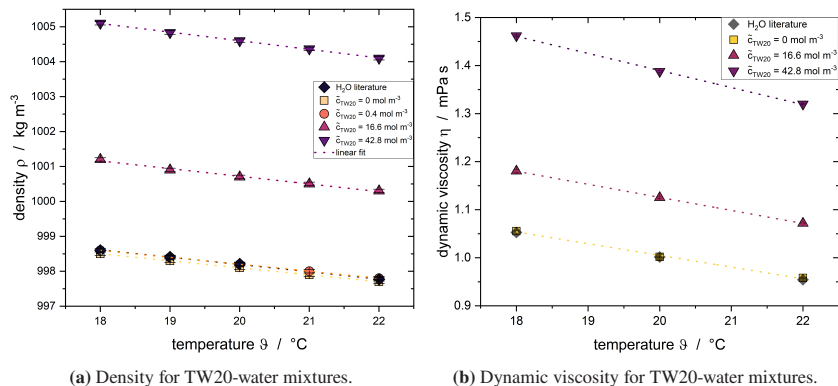 1005
1004
1003
1002
1001
1000
999
998
997
18
19
20
21
22
density ρ / kg m⁻³
temperature ϑ / °C
H₂O literature
c̃TW20 = 0 mol m⁻³
c̃TW20 = 0.4 mol m⁻³
c̃TW20 = 16.6 mol m⁻³
c̃TW20 = 42.8 mol m⁻³
linear fit
(a) Density for TW20-water mixtures.
1.5
1.4
1.3
1.2
1.1
1.0
0.9
18
19
20
21
22
dynamic viscosity η / mPa s
temperature ϑ / °C
H₂O literature
c̃TW20 = 0 mol m⁻³
c̃TW20 = 16.6 mol m⁻³
c̃TW20 = 42.8 mol m⁻³
(b) Dynamic viscosity for TW20-water mixtures.